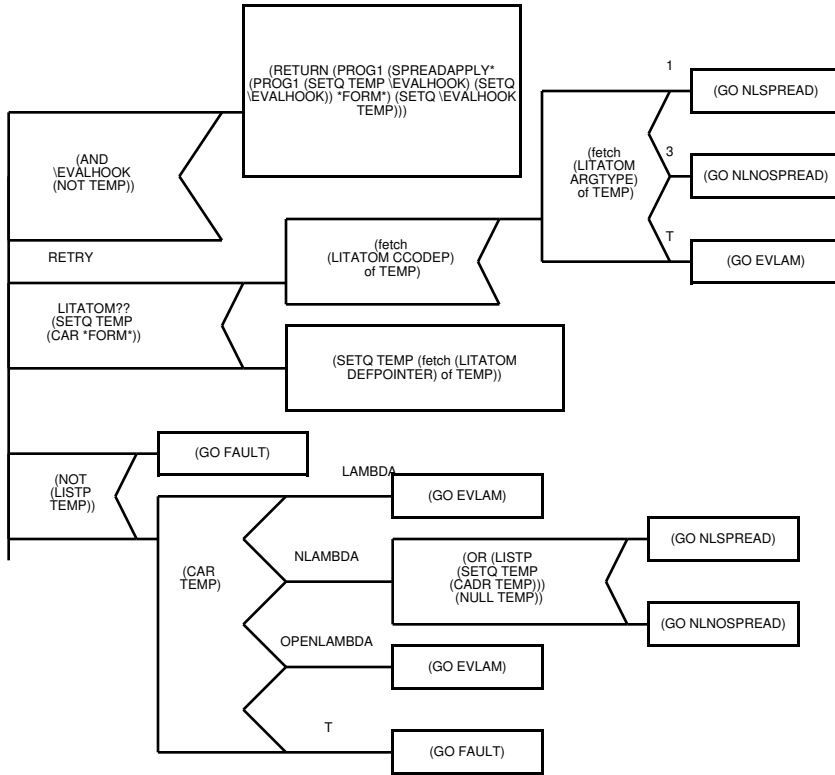 (RETURN (PROG1 (SPREADAPPLY*
(PROG1 (SETQ TEMP \EVALHOOK) (SETQ
\EVALHOOK)) *FORM*) (SETQ \EVALHOOK
TEMP)))
(AND
\EVALHOOK
(NOT TEMP))
RETRY
LITATOM??
(SETQ TEMP
(CAR *FORM*))
(fetch
(LITATOM CCODEP)
of TEMP)
(fetch
(LITATOM
ARGTYPE)
of TEMP)
1
(GO NLSPREAD)
3
(GO NLNOSPREAD)
T
(GO EVLAM)
(SETQ TEMP (fetch (LITATOM
DEFPOINTER) of TEMP))
(NOT
(LISTP
TEMP))
(GO FAULT)
(CAR
TEMP)
LAMBDA
(GO EVLAM)
NLAMBDA
(OR (LISTP
(SETQ TEMP
(CADR TEMP)))
(NULL TEMP))
(GO NLSPREAD)
(GO NLNOSPREAD)
OPENLAMBDA
(GO EVLAM)
T
(GO FAULT)